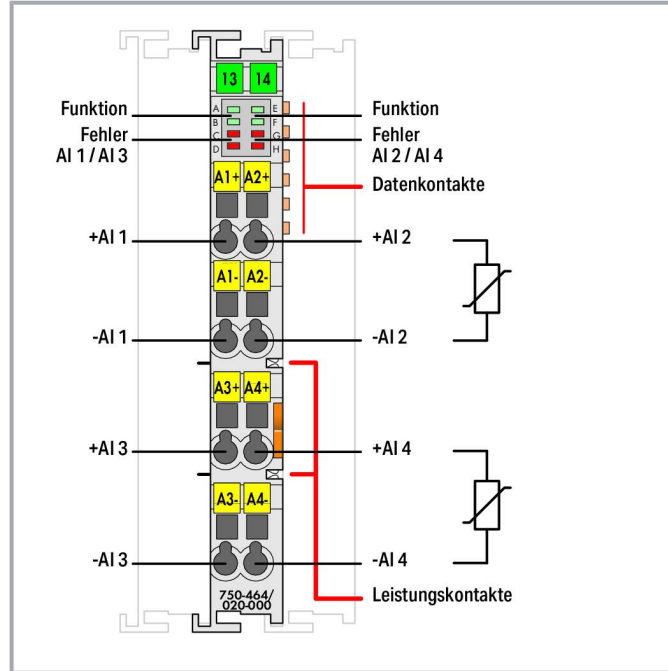 13 14
Funktion A E Funktion
B F
Fehler C G Fehler
AI 1 / AI 3 D H AI 2 / AI 4
A1+ A2+
Datenkontakte
+AI 1 +AI 2
A1- A2-
-AI 1 -AI 2
A3+ A4+
+AI 3 +AI 4
A3- A4-
-AI 3 -AI 4
750-464/
020-000
Leistungskontakte